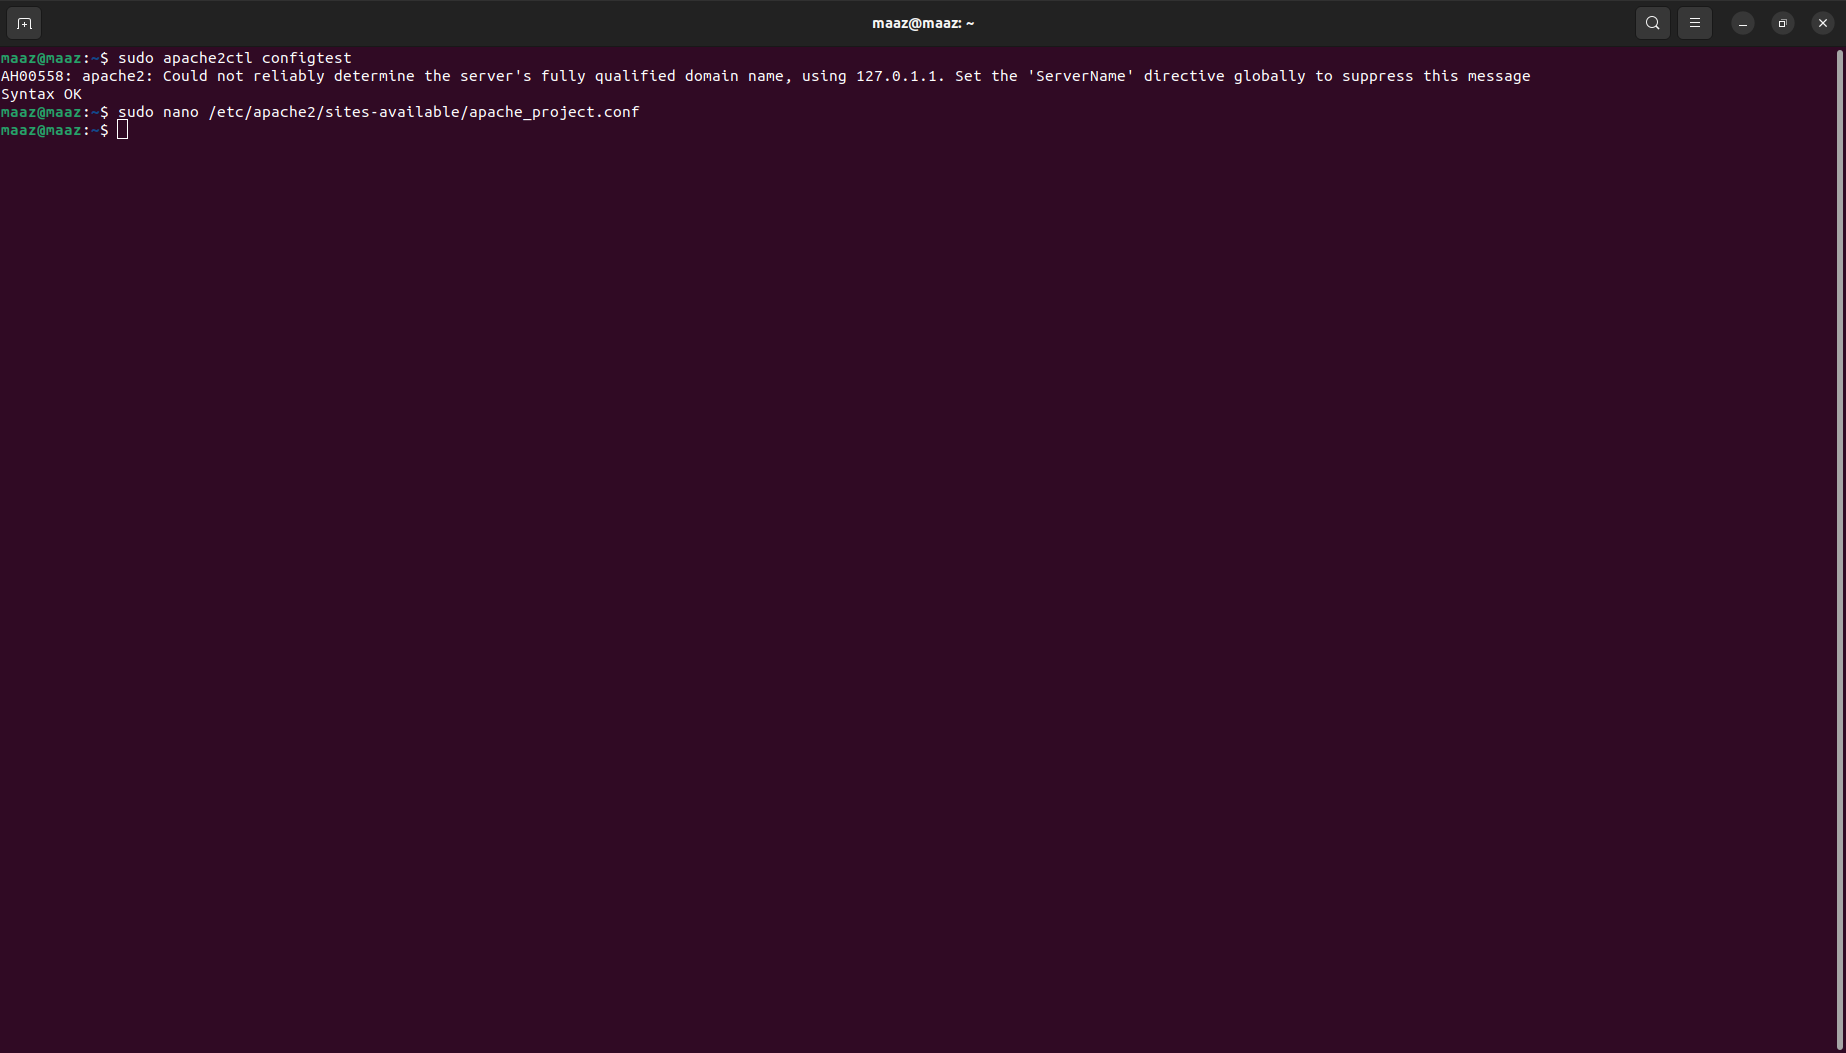 maaz@maaz: ~
maaz@maaz:~$ sudo apache2ctl configtest
AH00558: apache2: Could not reliably determine the server's fully qualified domain name, using 127.0.1.1. Set the 'ServerName' directive globally to suppress this message
Syntax OK
maaz@maaz:~$ sudo nano /etc/apache2/sites-available/apache_project.conf
maaz@maaz:~$